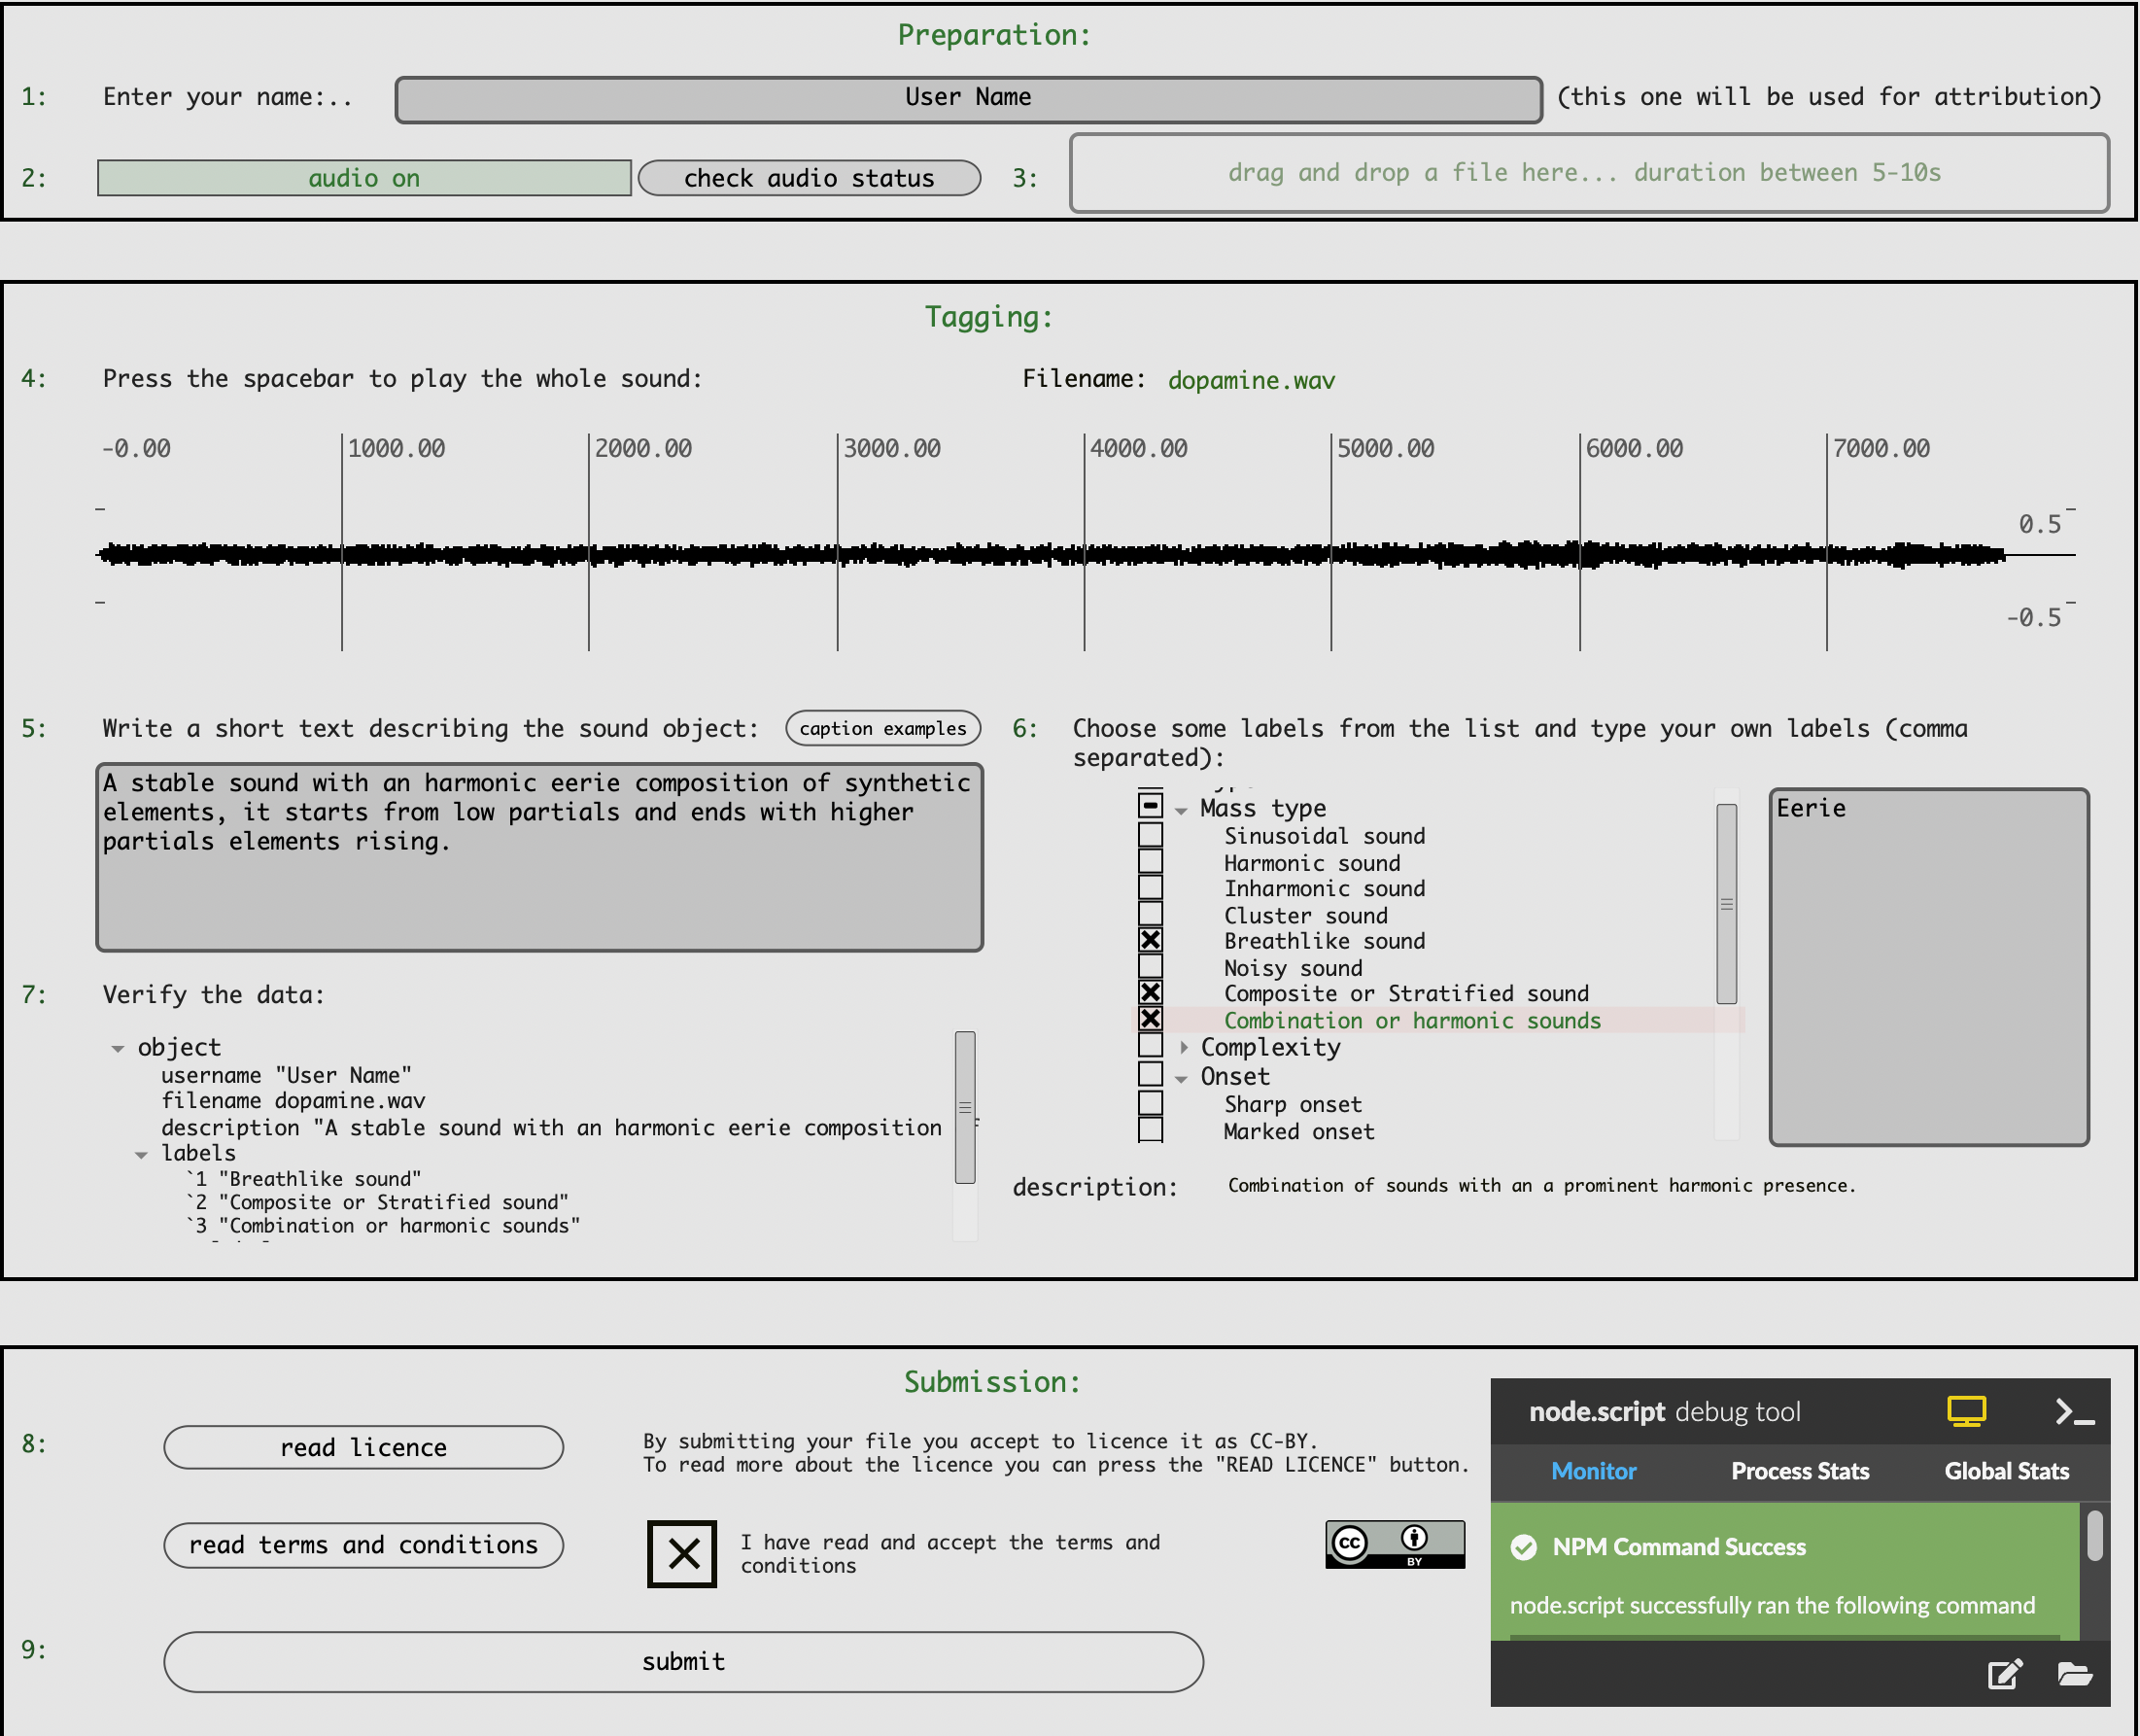 Preparation:
1: Enter your name:.. User Name (this one will be used for attribution)
2: audio on check audio status 3: drag and drop a file here... duration between 5-10s
Tagging:
4: Press the spacebar to play the whole sound: Filename: dopamine.wav
-0.00 1000.00 2000.00 3000.00 4000.00 5000.00 6000.00 7000.00
0.5
-0.5
5: Write a short text describing the sound object: caption examples
A stable sound with an harmonic eerie composition of synthetic
elements, it starts from low partials and ends with higher
partials elements rising.
6: Choose some labels from the list and type your own labels (comma
separated):
Mass type
Sinusoidal sound
Harmonic sound
Inharmonic sound
Cluster sound
Breathlike sound
Noisy sound
Composite or Stratified sound
Combination or harmonic sounds
Complexity
Onset
Sharp onset
Marked onset
Eerie
description: Combination of sounds with an a prominent harmonic presence.
7: Verify the data:
object
username "User Name"
filename dopamine.wav
description "A stable sound with an harmonic eerie composition
labels
`1 "Breathlike sound"
`2 "Composite or Stratified sound"
`3 "Combination or harmonic sounds"
Submission:
8: read licence
By submitting your file you accept to licence it as CC-BY.
To read more about the licence you can press the "READ LICENCE" button.
read terms and conditions
I have read and accept the terms and
conditions
cc BY
9: submit
node.script debug tool
Monitor Process Stats Global Stats
NPM Command Success
node.script successfully ran the following command